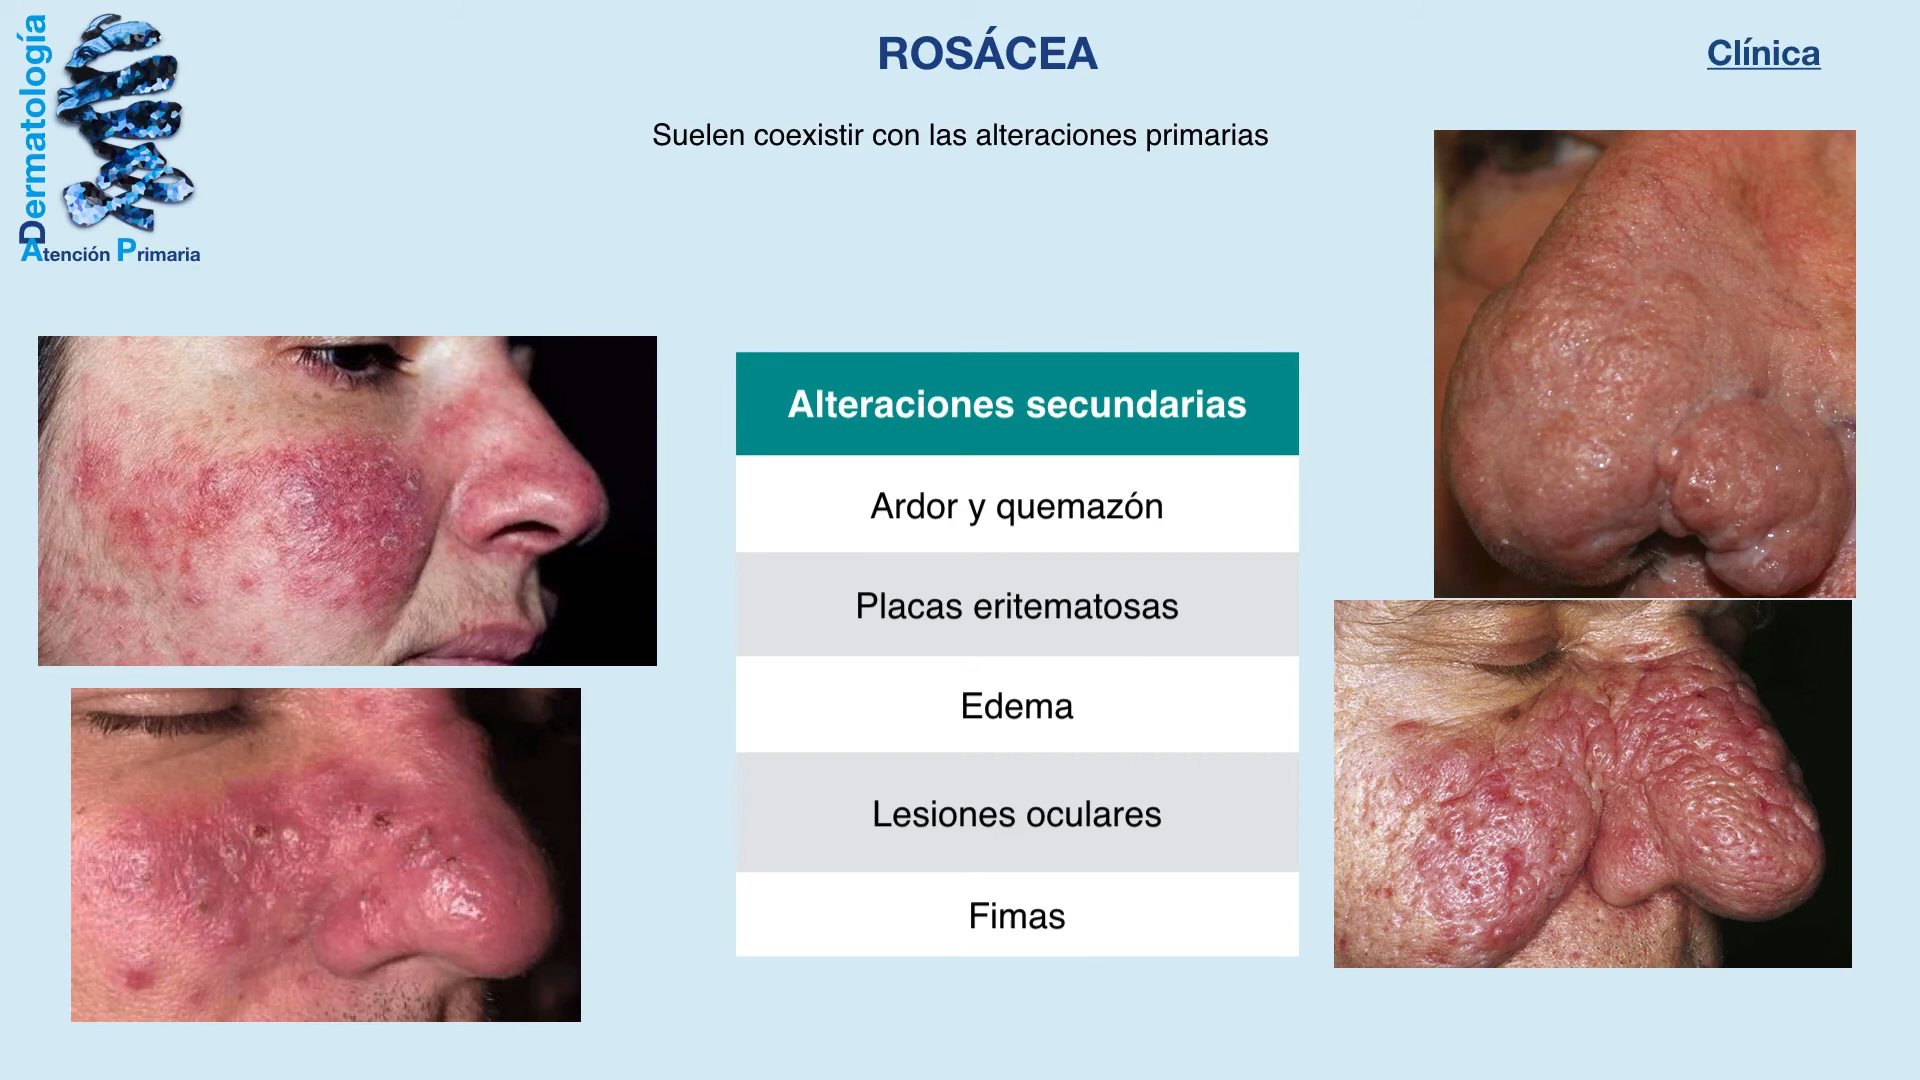 Dermatología
Atención Primaria
ROSÁCEA
Clínica
Suelen coexistir con las alteraciones primarias
Alteraciones secundarias
Ardor y quemazón
Placas eritematosas
Edema
Lesiones oculares
Fimas